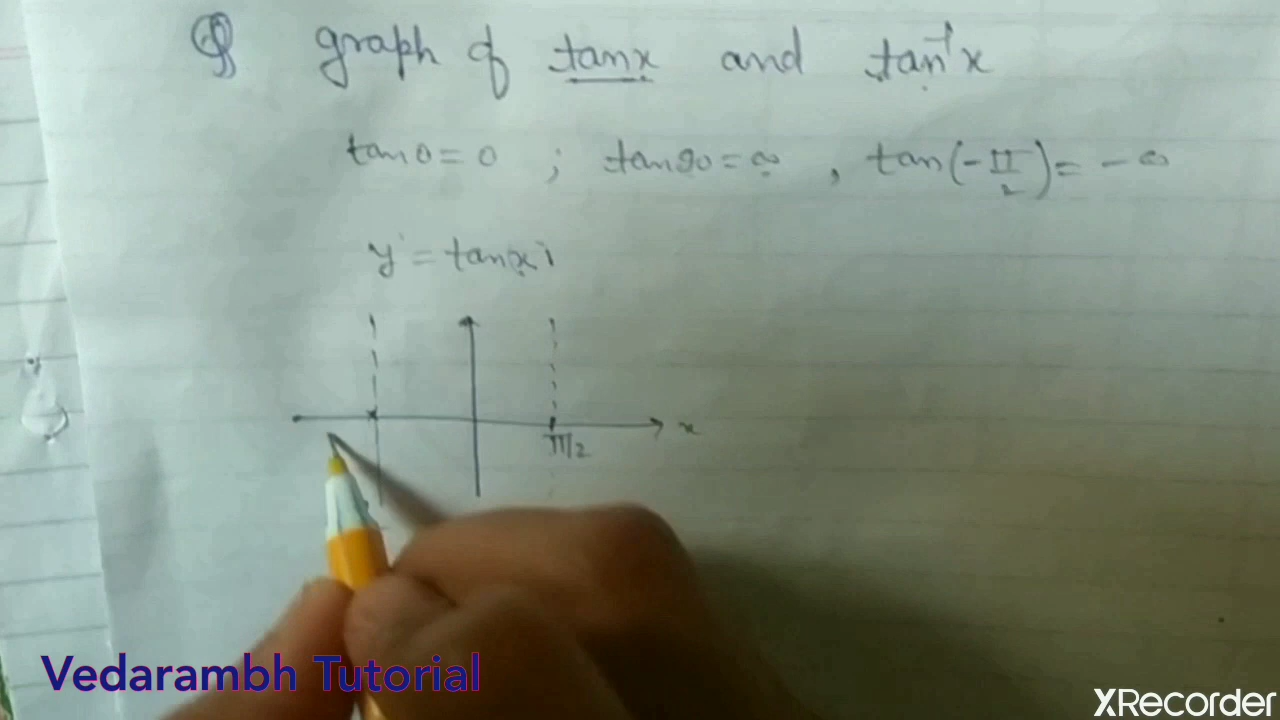 Q graph of tanx and tan⁻¹x
tan0 = 0 ; tan90 = ∞ , tan(-π/2) = -∞
y = tanx
x
π/2
Vedarambh Tutorial
XRecorder